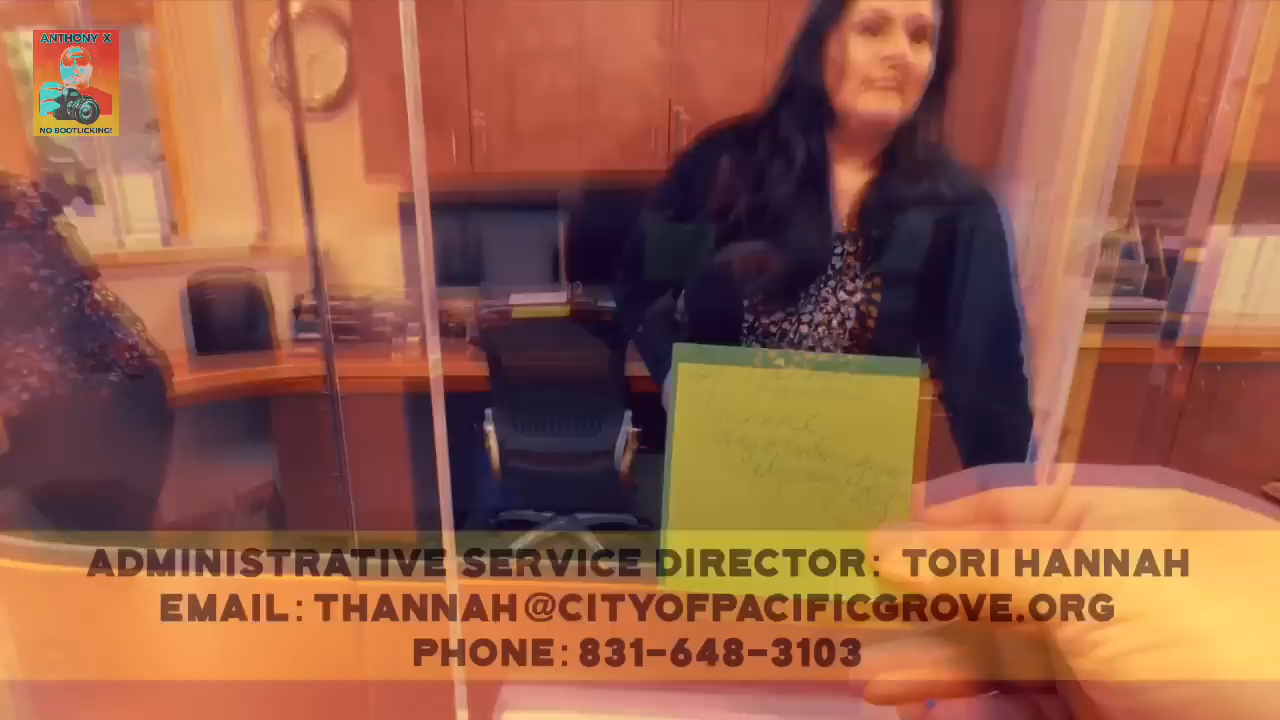 ANTHONY X
NO BOOTLICKING!
ADMINISTRATIVE SERVICE DIRECTOR: TORI HANNAH
EMAIL: THANNAH@CITYOFPACIFICGROVE.ORG
PHONE: 831-648-3103